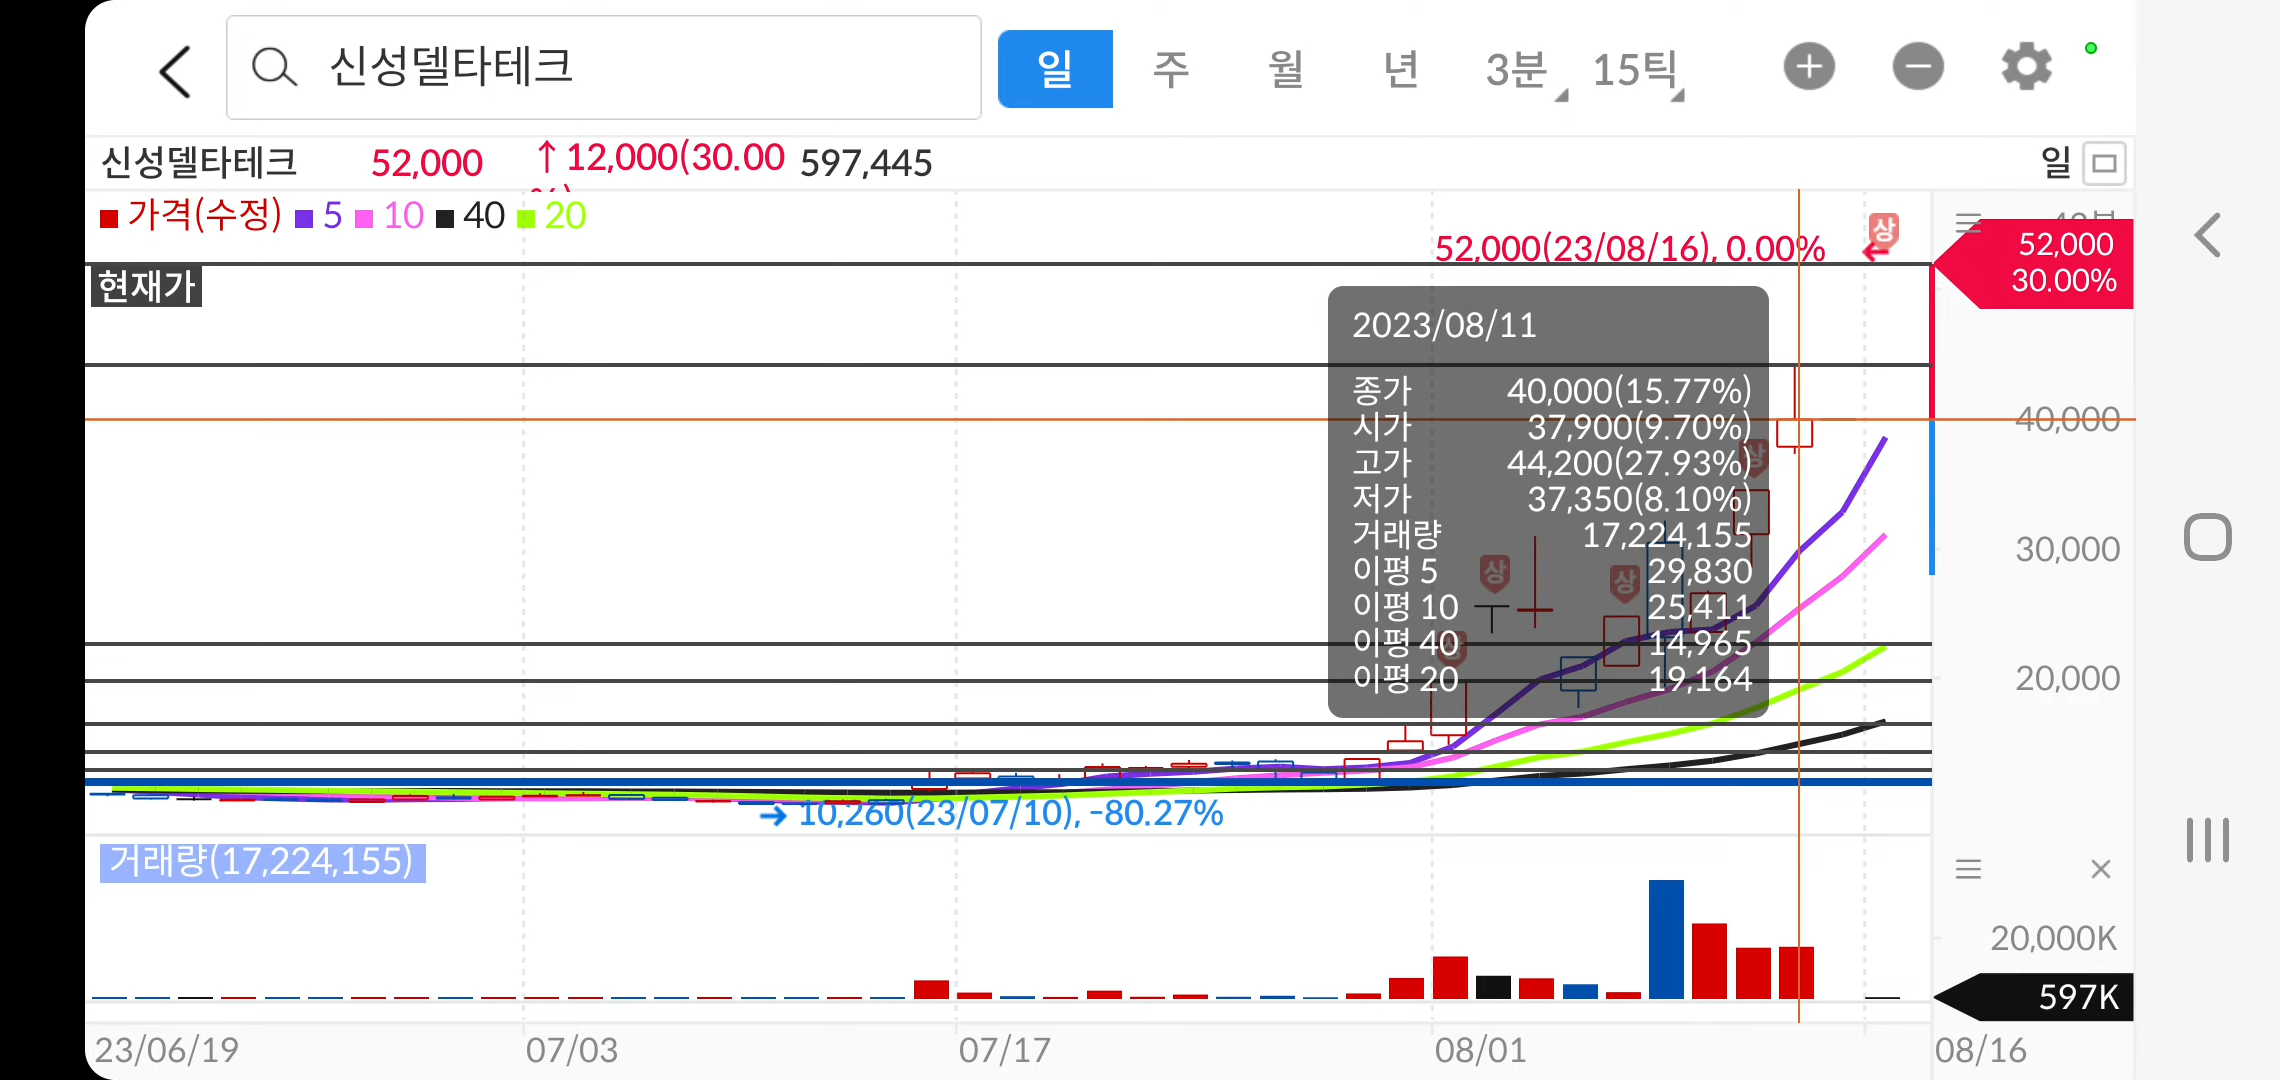 신성델타테크
일 주 월 년 3분 15틱
신성델타테크 52,000 ↑12,000(30.00 597,445 일
가격(수정) 5 10 40 20
상
52,000(23/08/16), 0.00%
52,000
30.00%
현재가
2023/08/11
종가 40,000(15.77%)
시가 37,900(9.70%)
고가 44,200(27.93%)
저가 37,350(8.10%)
거래량 17,224,155
이평 5 29,830
이평 10 25,411
이평 40 14,965
이평 20 19,164
상
상
상
상
40,000
30,000
20,000
10,260(23/07/10), -80.27%
거래량(17,224,155)
20,000K
597K
23/06/19 07/03 07/17 08/01 08/16